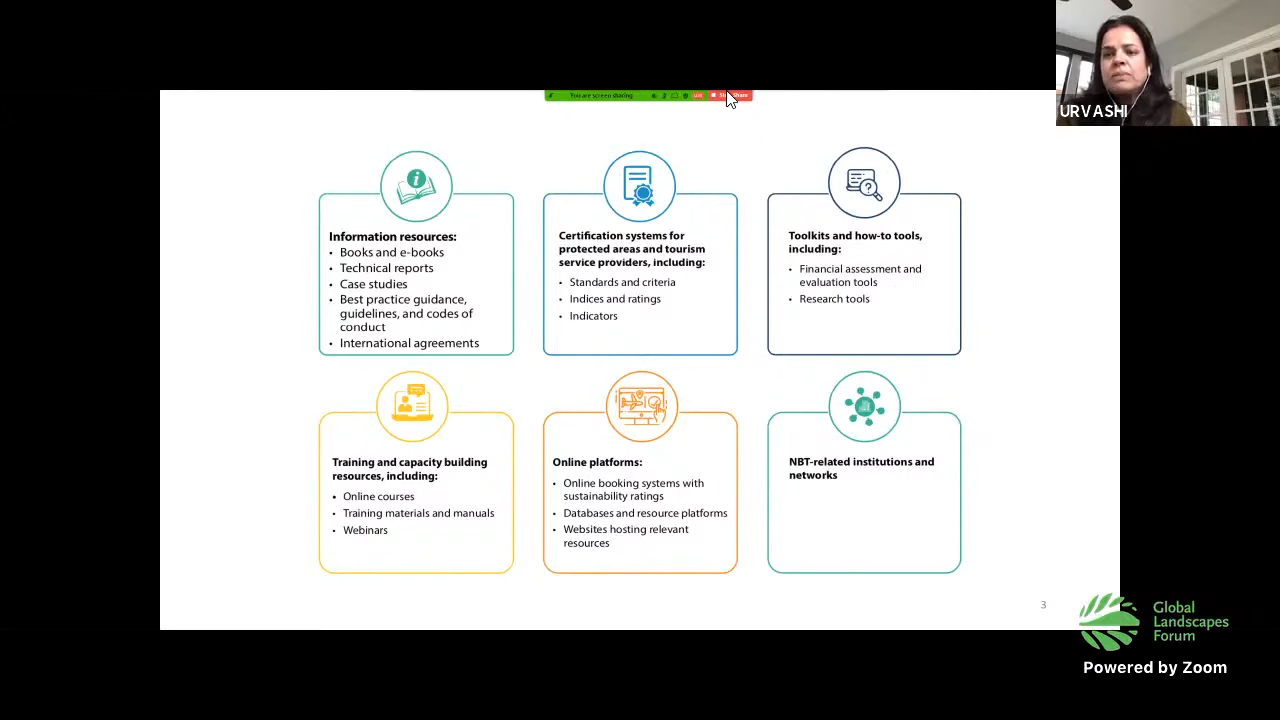 URVASHI
You are screen sharing
Information resources:
• Books and e-books
• Technical reports
• Case studies
• Best practice guidance,
guidelines, and codes of
conduct
• International agreements
Certification systems for
protected areas and tourism
service providers, including:
• Standards and criteria
• Indices and ratings
• Indicators
Toolkits and how-to tools,
including:
• Financial assessment and
evaluation tools
• Research tools
Training and capacity building
resources, including:
• Online courses
• Training materials and manuals
• Webinars
Online platforms:
• Online booking systems with
sustainability ratings
• Databases and resource platforms
• Websites hosting relevant
resources
NBT-related institutions and
networks
3
Global
Landscapes
Forum
Powered by Zoom